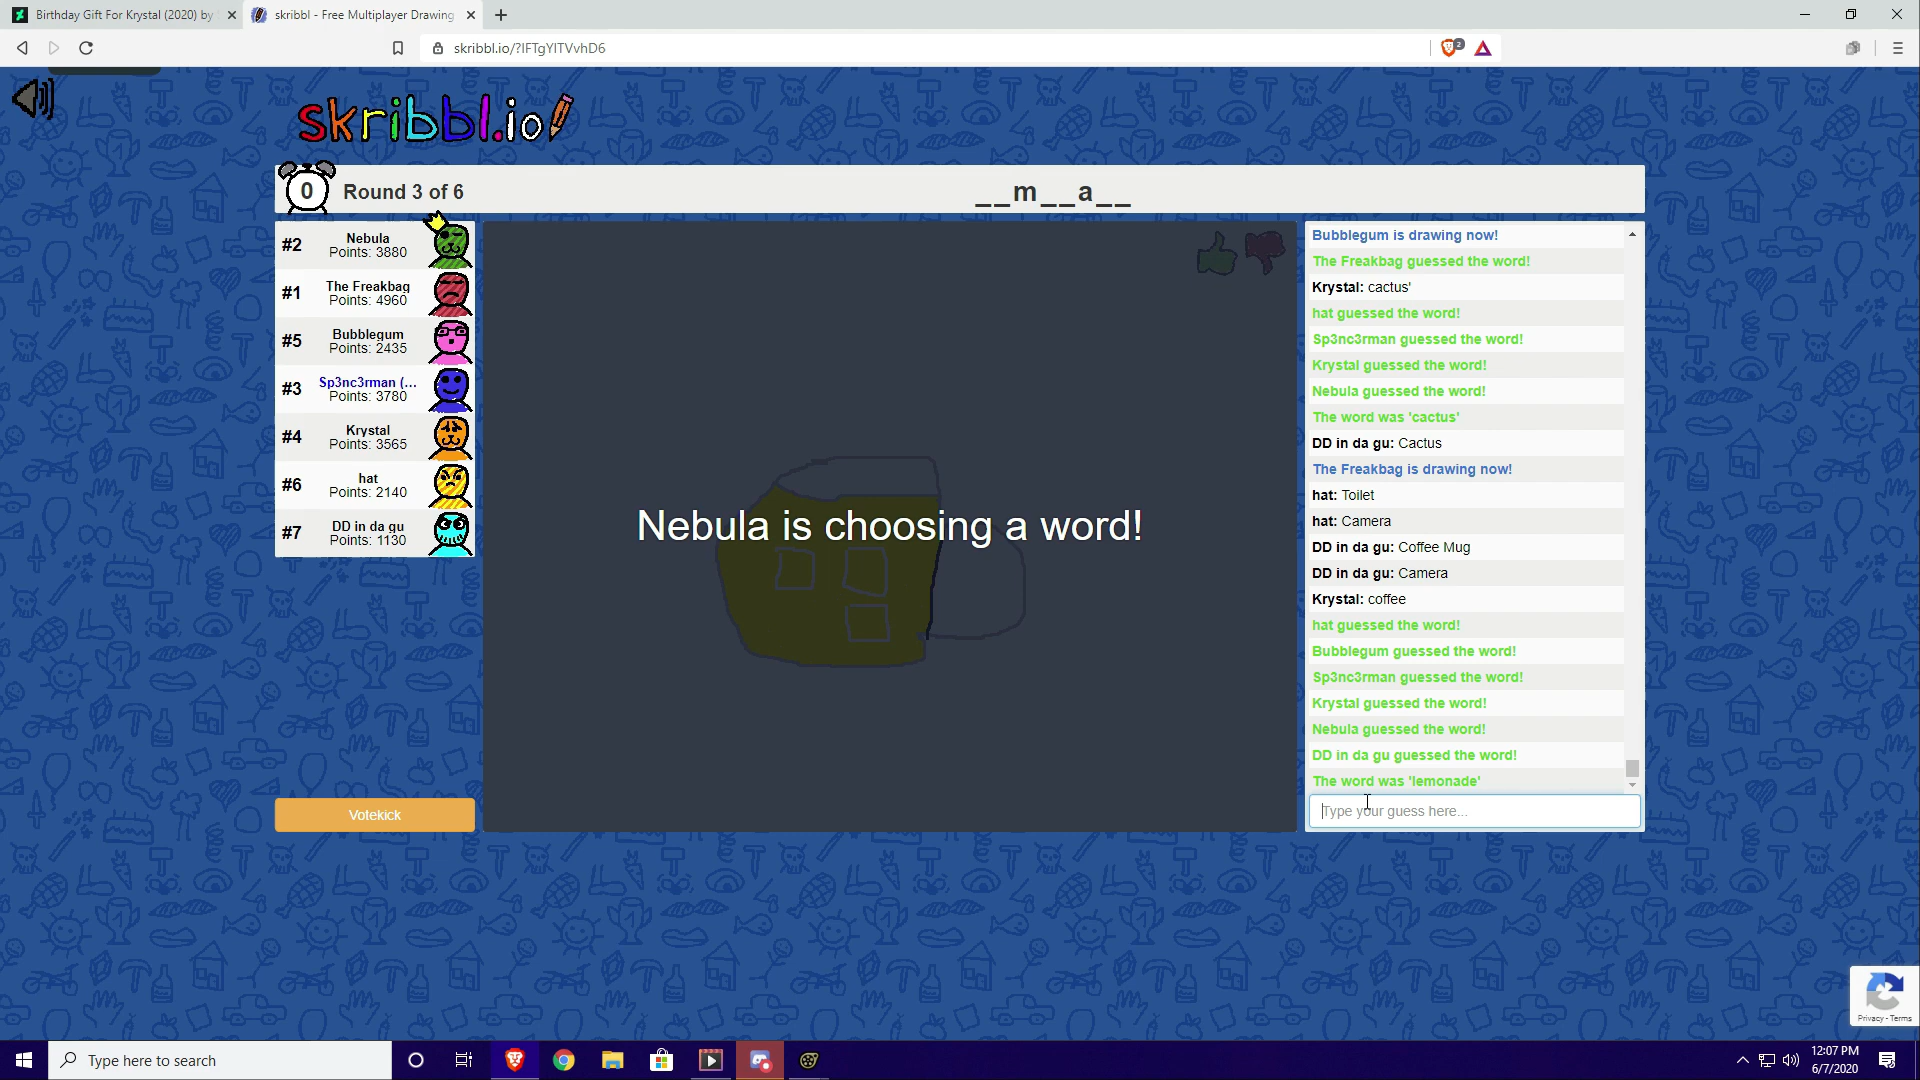 Birthday Gift For Krystal (2020) by
skribbl - Free Multiplayer Drawing
skribbl.io/?IFTgYlTVvhD6
2
skribbl.io
0
Round 3 of 6
__m__a__
#2
Nebula
Points: 3880
#1
The Freakbag
Points: 4960
#5
Bubblegum
Points: 2435
#3
Sp3nc3rman (...
Points: 3780
#4
Krystal
Points: 3565
#6
hat
Points: 2140
#7
DD in da gu
Points: 1130
Votekick
Nebula is choosing a word!
Bubblegum is drawing now!
The Freakbag guessed the word!
Krystal: cactus'
hat guessed the word!
Sp3nc3rman guessed the word!
Krystal guessed the word!
Nebula guessed the word!
The word was 'cactus'
DD in da gu: Cactus
The Freakbag is drawing now!
hat: Toilet
hat: Camera
DD in da gu: Coffee Mug
DD in da gu: Camera
Krystal: coffee
hat guessed the word!
Bubblegum guessed the word!
Sp3nc3rman guessed the word!
Krystal guessed the word!
Nebula guessed the word!
DD in da gu guessed the word!
The word was 'lemonade'
Type your guess here...
Privacy - Terms
Type here to search
12:07 PM
6/7/2020